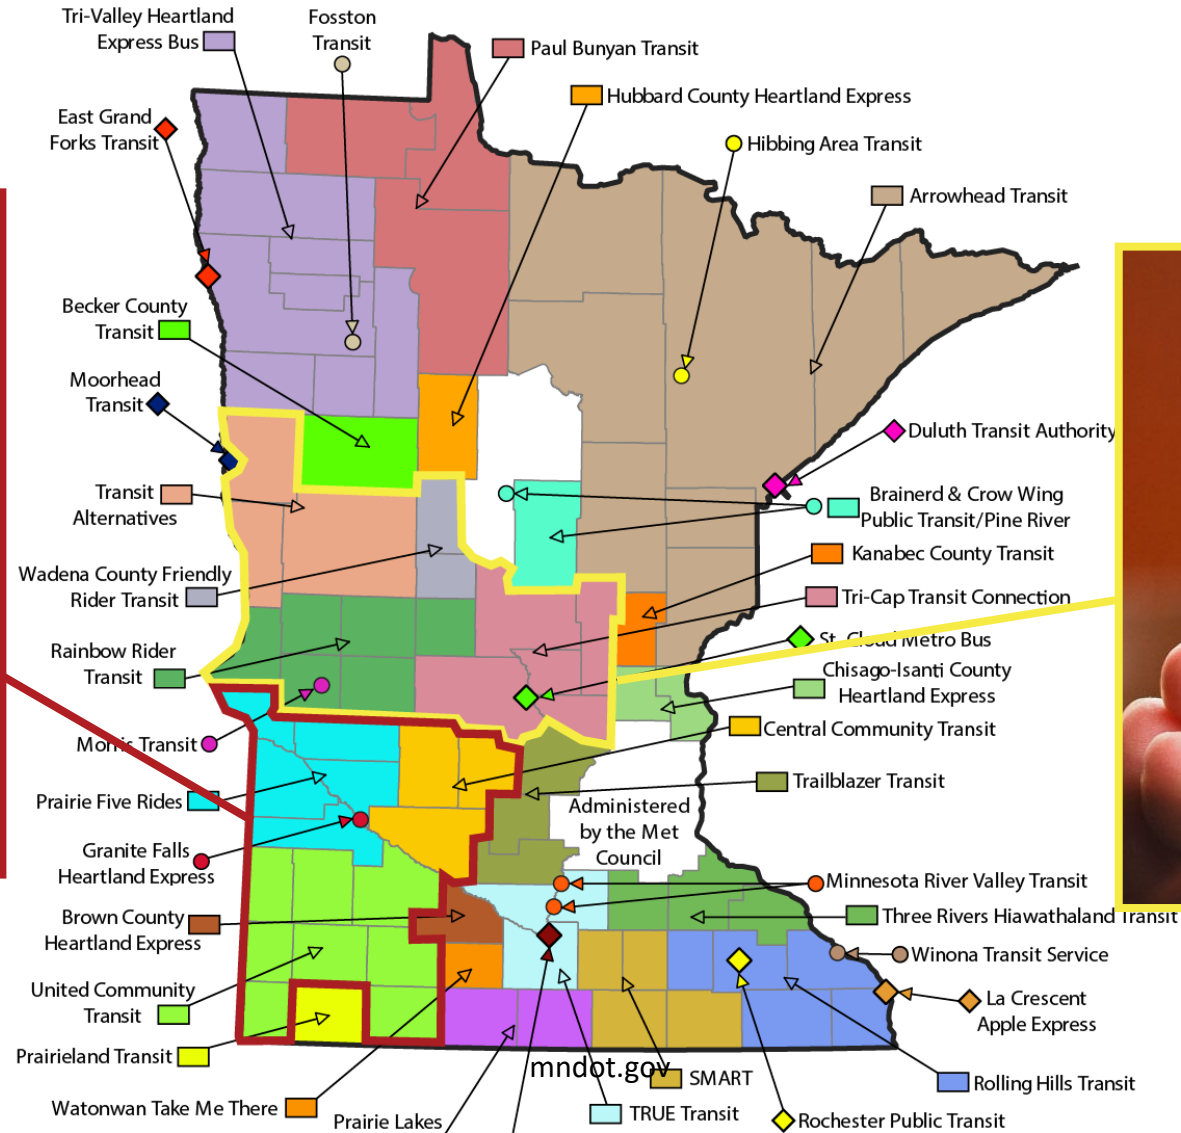 Tri-Valley Heartland
Express Bus
Fosston
Transit
Paul Bunyan Transit
Hubbard County Heartland Express
East Grand
Forks Transit
Hibbing Area Transit
Arrowhead Transit
Becker County
Transit
Moorhead
Transit
Duluth Transit Authority
Transit
Alternatives
Brainerd & Crow Wing
Public Transit/Pine River
Kanabec County Transit
Wadena County Friendly
Rider Transit
Tri-Cap Transit Connection
St. Cloud Metro Bus
Rainbow Rider
Transit
Chisago-Isanti County
Heartland Express
Morris Transit
Central Community Transit
Prairie Five Rides
Trailblazer Transit
Administered
by the Met
Council
Granite Falls
Heartland Express
Minnesota River Valley Transit
Brown County
Heartland Express
Three Rivers Hiawathaland Transit
Winona Transit Service
United Community
Transit
La Crescent
Apple Express
Prairieland Transit
mndot.gov
SMART
Rolling Hills Transit
Watonwan Take Me There
Prairie Lakes
TRUE Transit
Rochester Public Transit